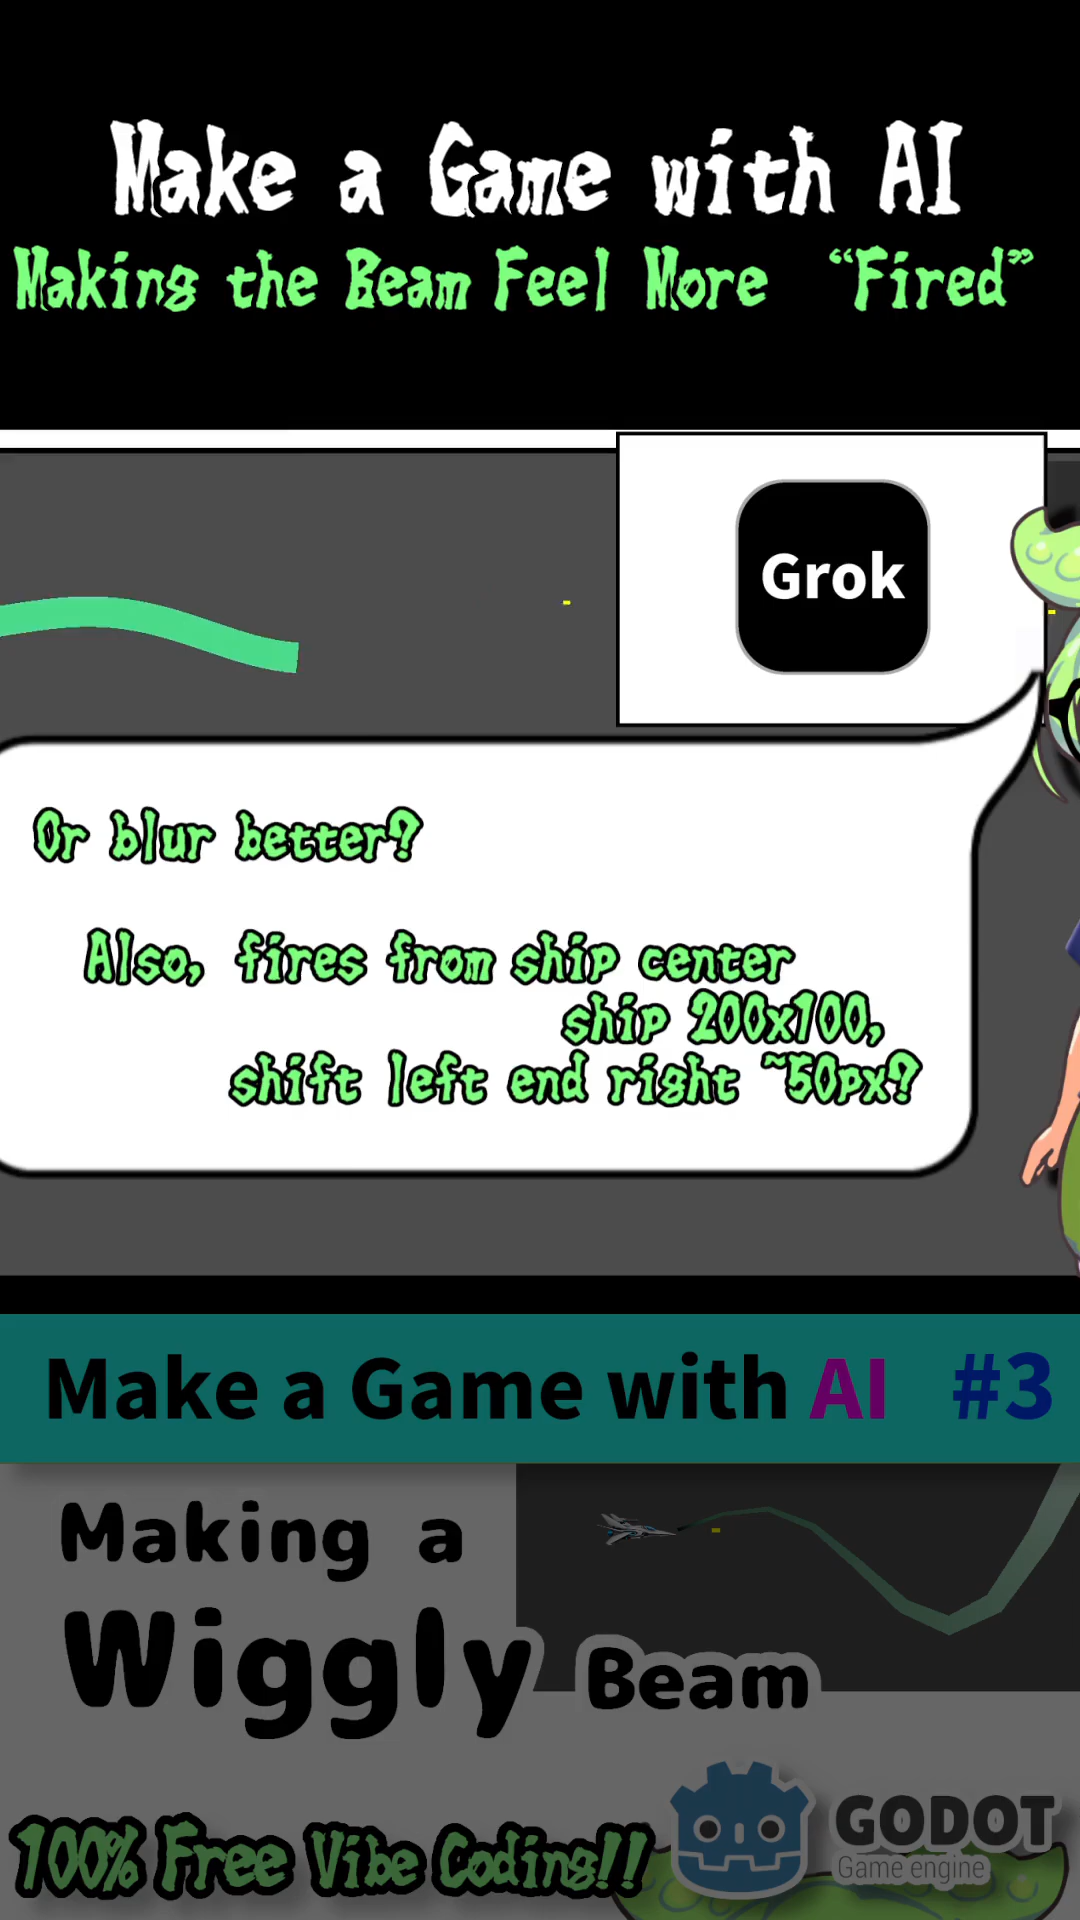 Make a Game with AI
Making the Beam Feel More “Fired”
Grok
Or blur better?
Also, fires from ship center
ship 200x100,
shift left end right ~50px?
Make a Game with AI #3
Making a
Wiggly Beam
100% Free Vibe Coding!!
GODOT
Game engine